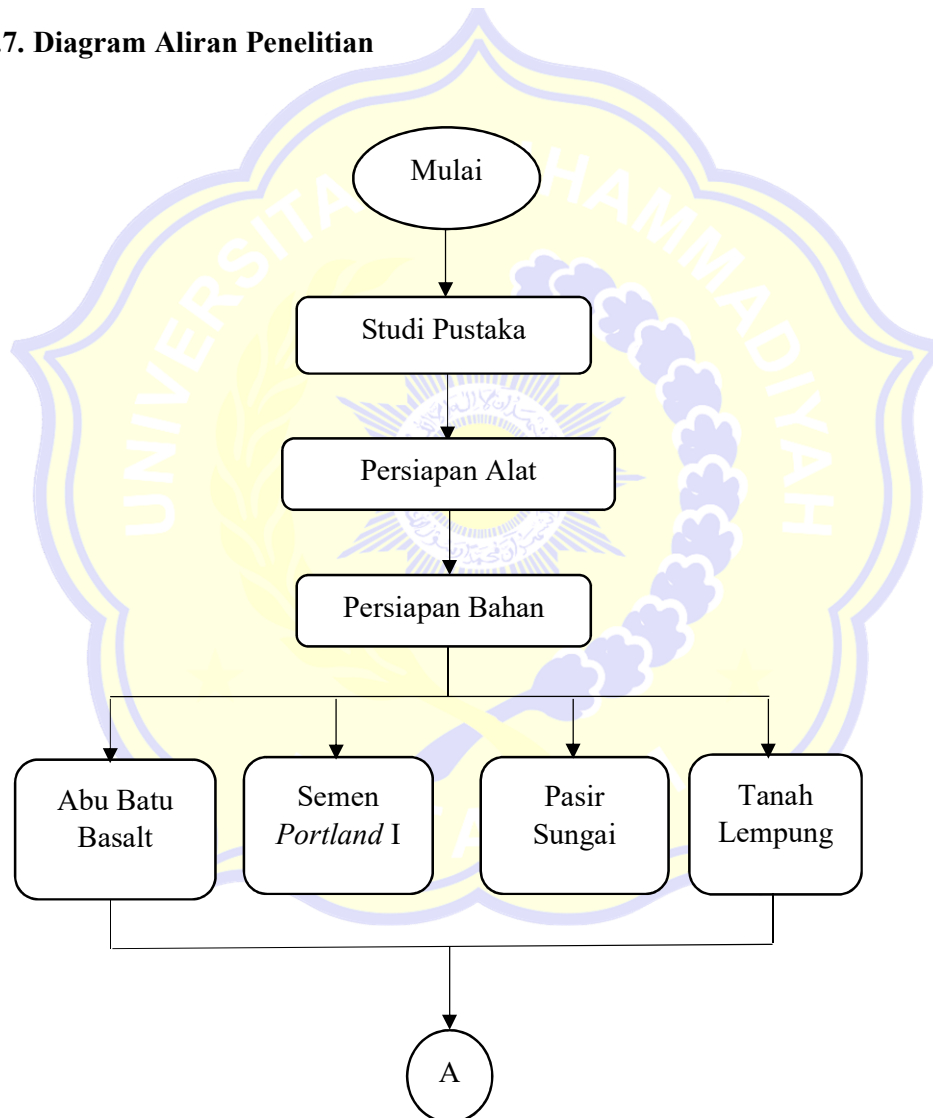 .7. Diagram Aliran Penelitian
Mulai
Studi Pustaka
Persiapan Alat
Persiapan Bahan
Abu Batu
Basalt
Semen
Portland I
Pasir
Sungai
Tanah
Lempung
A